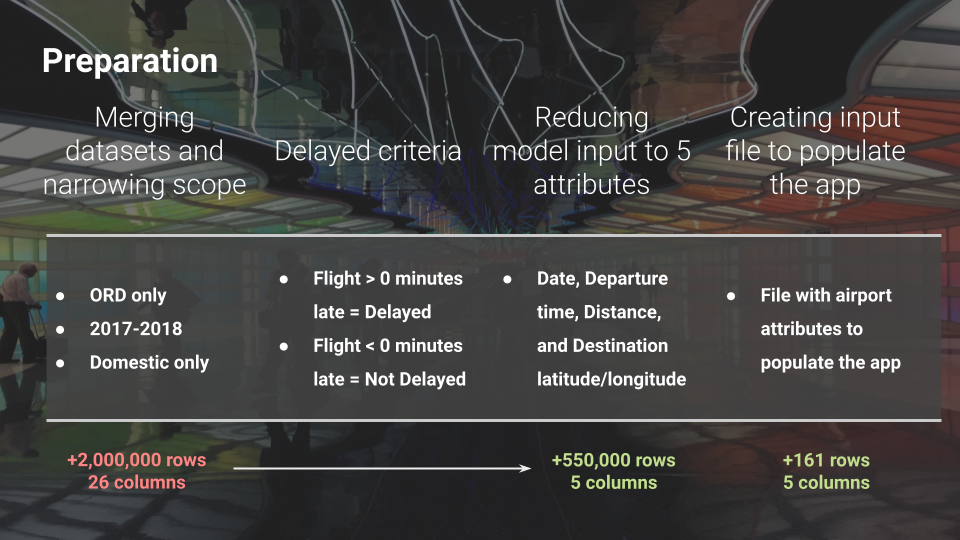 Preparation
Merging
datasets and
narrowing scope
Delayed criteria
Reducing
model input to 5
attributes
Creating input
file to populate
the app
● ORD only
● 2017-2018
● Domestic only
● Flight > 0 minutes
late = Delayed
● Flight < 0 minutes
late = Not Delayed
● Date, Departure
time, Distance,
and Destination
latitude/longitude
● File with airport
attributes to
populate the app
+2,000,000 rows
26 columns
+550,000 rows
5 columns
+161 rows
5 columns